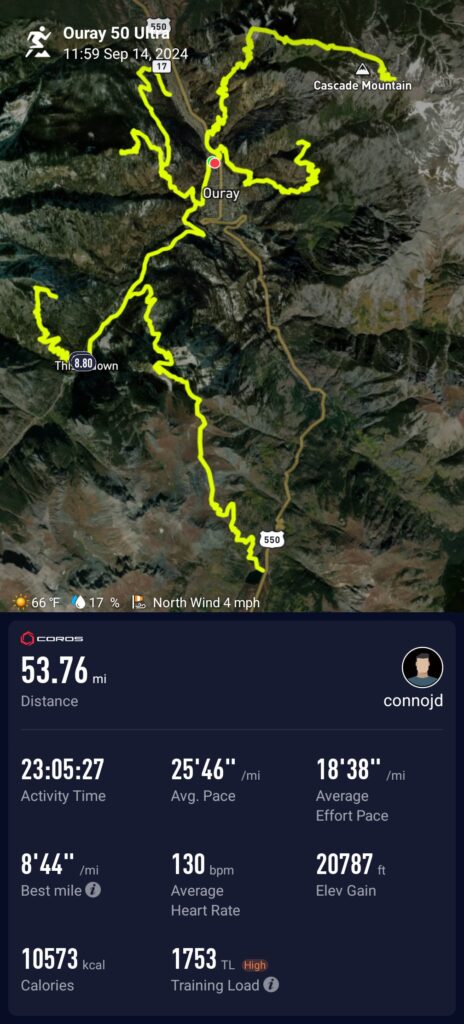 550
Ouray 50 Ultra
11:59 Sep 14, 2024
17
Cascade Mountain
Ouray
8.80
550
66 °F 17 % North Wind 4 mph
COROS
53.76 mi
Distance
connojd
23:05:27 25'46" /mi 18'38" /mi
Activity Time Avg. Pace Average
Effort Pace
8'44" /mi 130 bpm 20787 ft
Best mile i Average Elev Gain
Heart Rate
10573 kcal 1753 TL High
Calories Training Load i